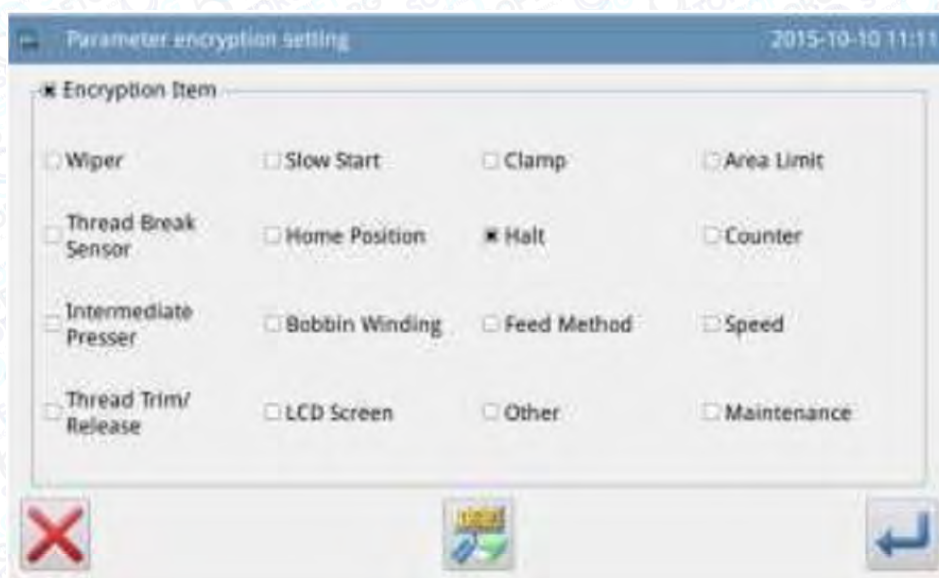 Parameter encryption setting 2015-10-10 11:11
Encryption Item
Wiper Slow Start Clamp Area Limit
Thread Break
Sensor
Home Position Halt Counter
Intermediate
Presser
Bobbin Winding Feed Method Speed
Thread Trim/
Release
LCD Screen Other Maintenance